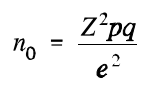 n₀ = Z²pq / e²